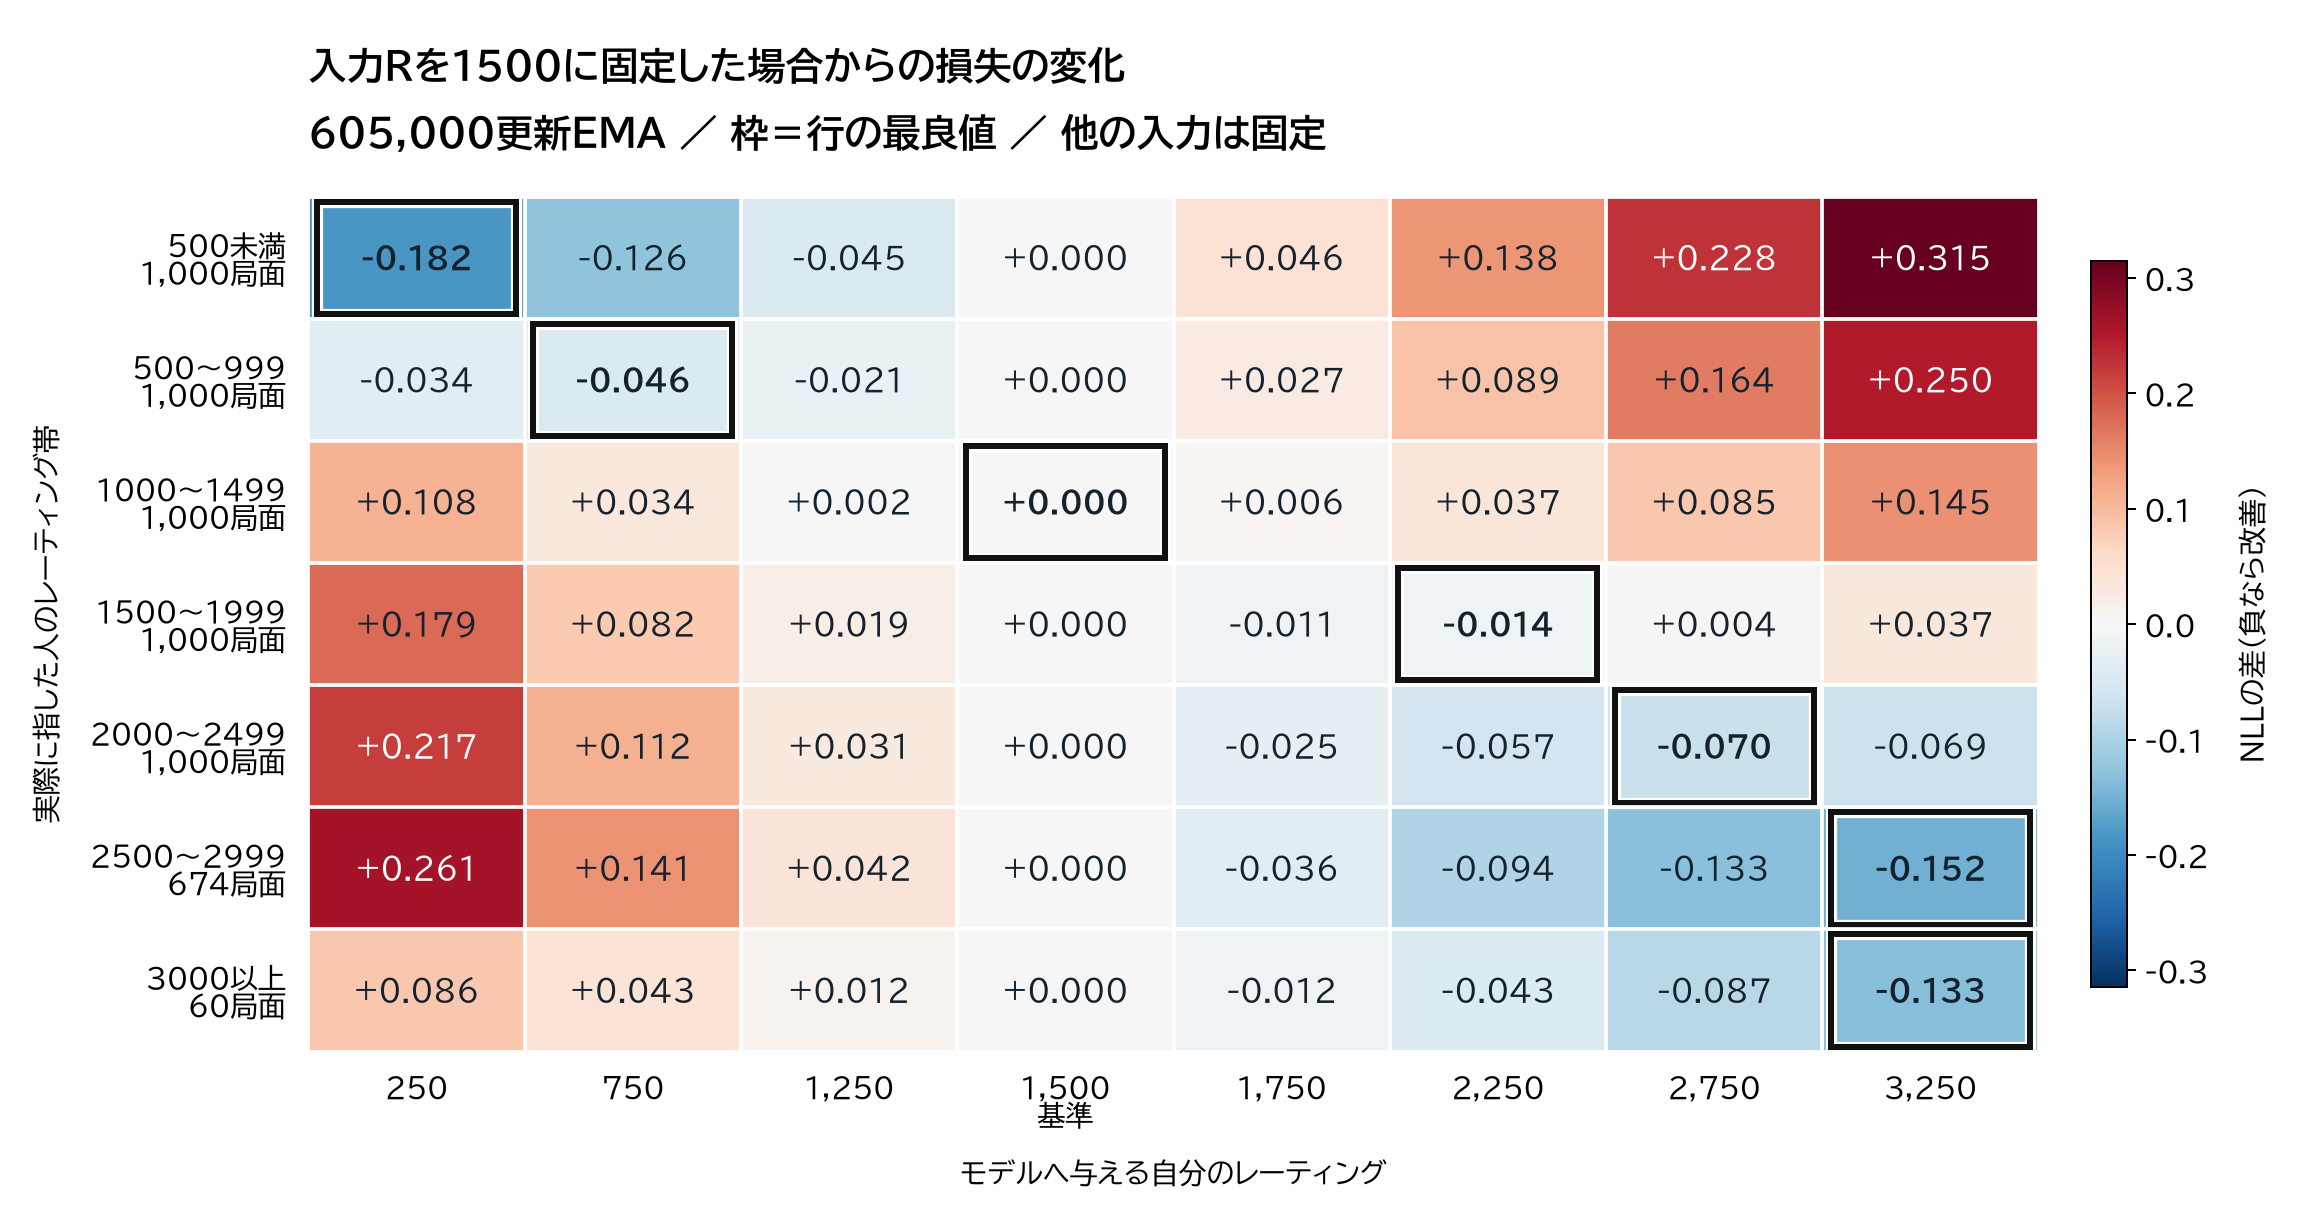 入力Rを1500に固定した場合からの損失の変化
605,000更新EMA ／ 枠＝行の最良値 ／ 他の入力は固定
実際に指した人のレーティング帯
500未満
1,000局面
-0.182 -0.126 -0.045 +0.000 +0.046 +0.138 +0.228 +0.315
500～999
1,000局面
-0.034 -0.046 -0.021 +0.000 +0.027 +0.089 +0.164 +0.250
1000～1499
1,000局面
+0.108 +0.034 +0.002 +0.000 +0.006 +0.037 +0.085 +0.145
1500～1999
1,000局面
+0.179 +0.082 +0.019 +0.000 -0.011 -0.014 +0.004 +0.037
2000～2499
1,000局面
+0.217 +0.112 +0.031 +0.000 -0.025 -0.057 -0.070 -0.069
2500～2999
674局面
+0.261 +0.141 +0.042 +0.000 -0.036 -0.094 -0.133 -0.152
3000以上
60局面
+0.086 +0.043 +0.012 +0.000 -0.012 -0.043 -0.087 -0.133
250 750 1,250 1,500 1,750 2,250 2,750 3,250
基準
モデルへ与える自分のレーティング
0.3
0.2
0.1
0.0
-0.1
-0.2
-0.3
NLLの差(負なら改善)